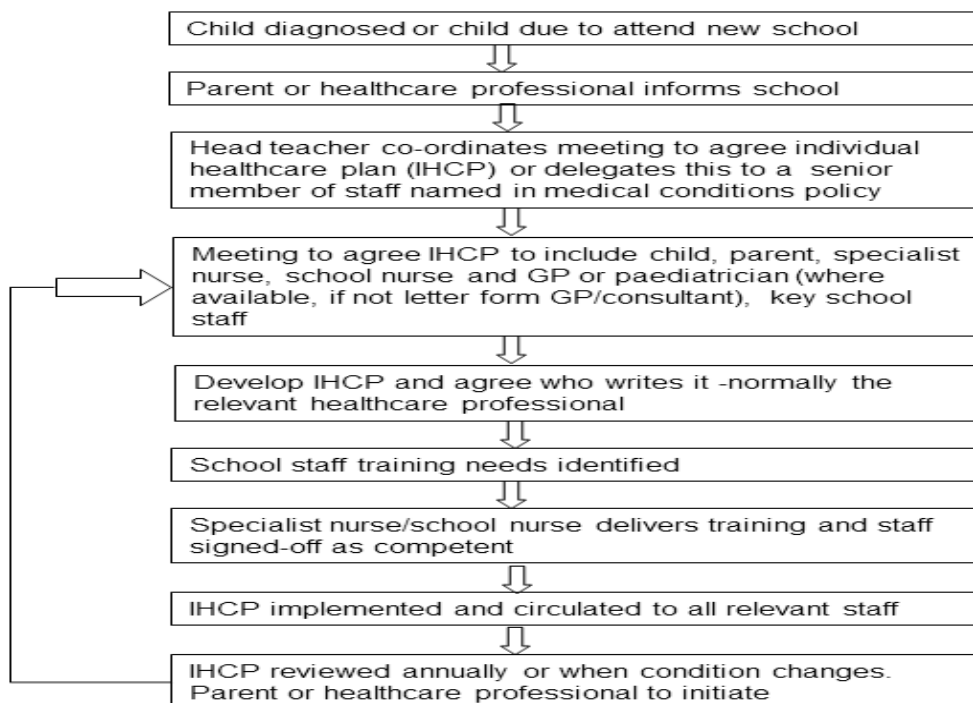 Child diagnosed or child due to attend new school
Parent or healthcare professional informs school
Head teacher co-ordinates meeting to agree individual
healthcare plan (IHCP) or delegates this to a senior
member of staff named in medical conditions policy
Meeting to agree IHCP to include child, parent, specialist
nurse, school nurse and GP or paediatrician (where
available, if not letter form GP/consultant), key school
staff
Develop IHCP and agree who writes it -normally the
relevant healthcare professional
School staff training needs identified
Specialist nurse/school nurse delivers training and staff
signed-off as competent
IHCP implemented and circulated to all relevant staff
IHCP reviewed annually or when condition changes.
Parent or healthcare professional to initiate